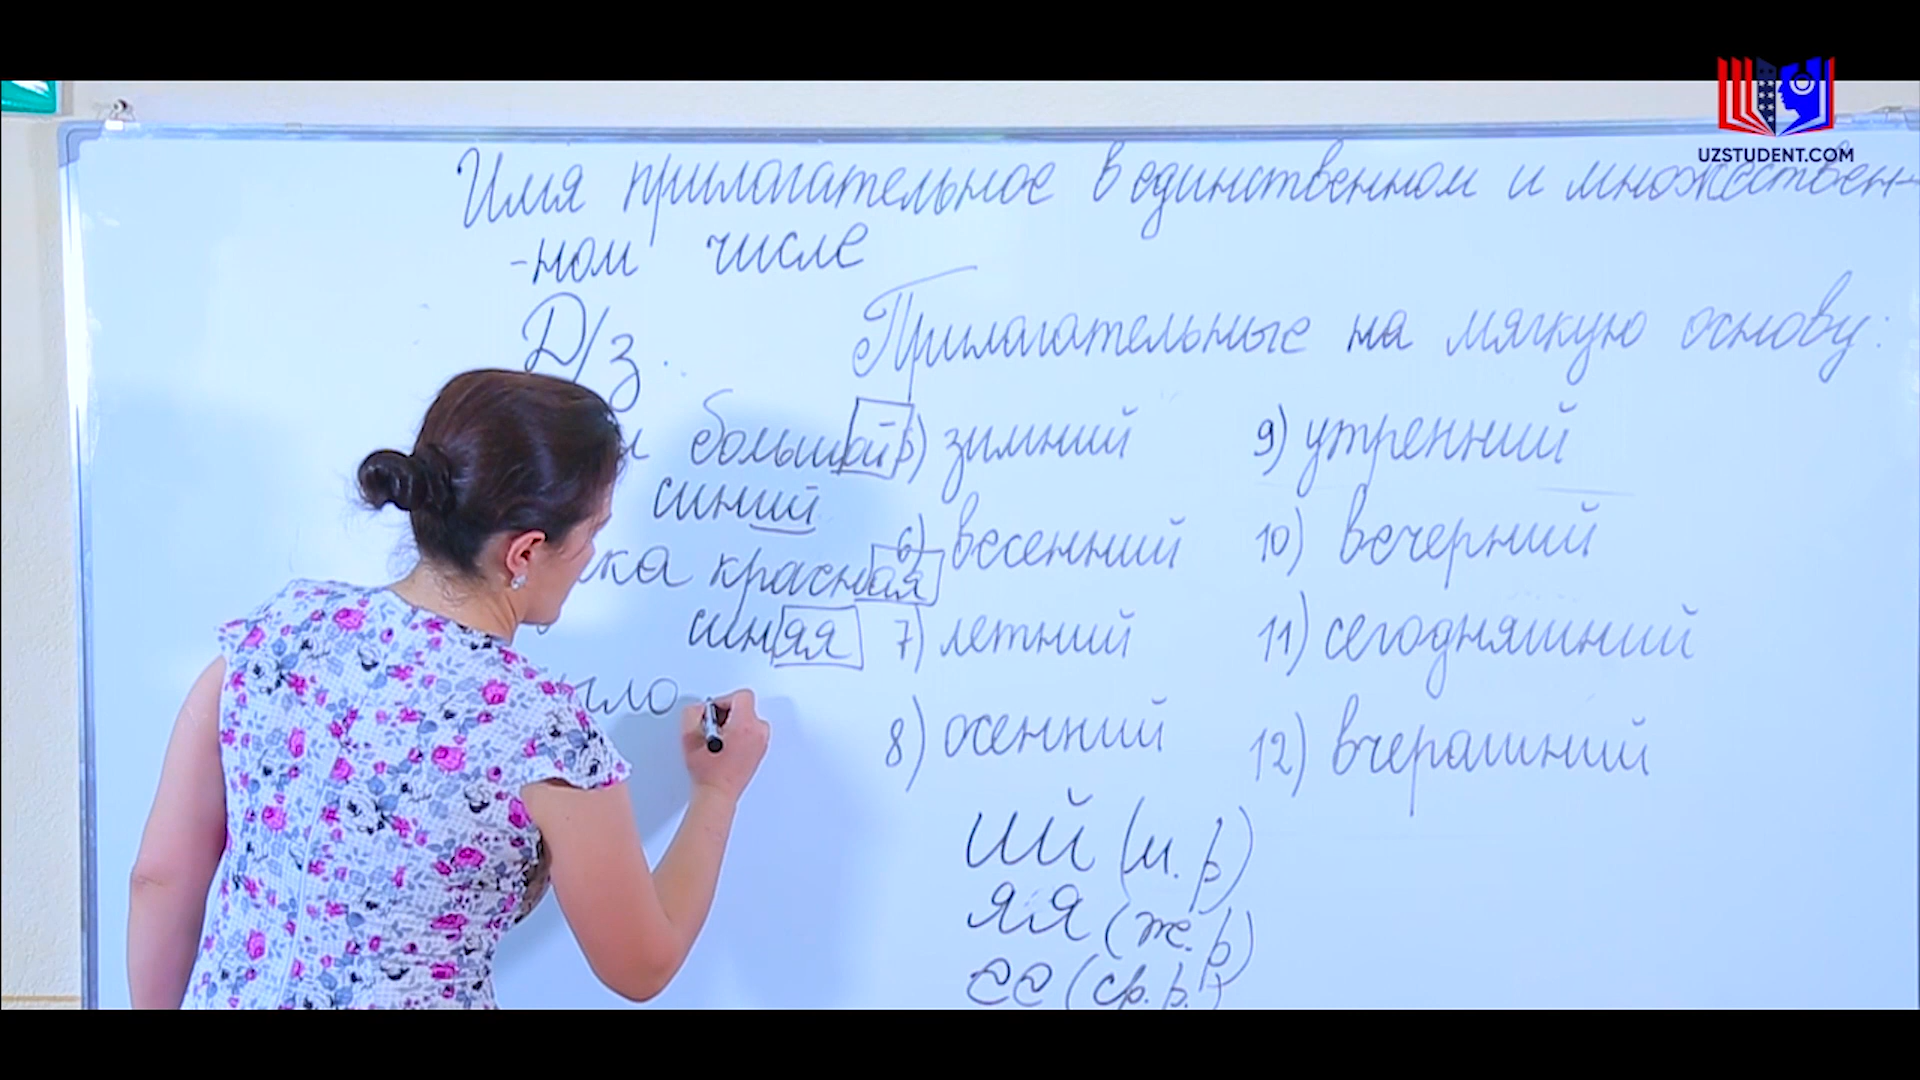 UZSTUDENT.COM
Имя прилагательное в единственном и множествен-
-ном числе
Д/з.
Прилагательные на мягкую основу:
большой
синий
красная
синяя
5) зимний
6) весенний
7) летний
8) осенний
9) утренний
10) вечерний
11) сегодняшний
12) вчерашний
ИЙ (м.р)
ЯЯ (ж.р)
ЕЕ (ср.р.)